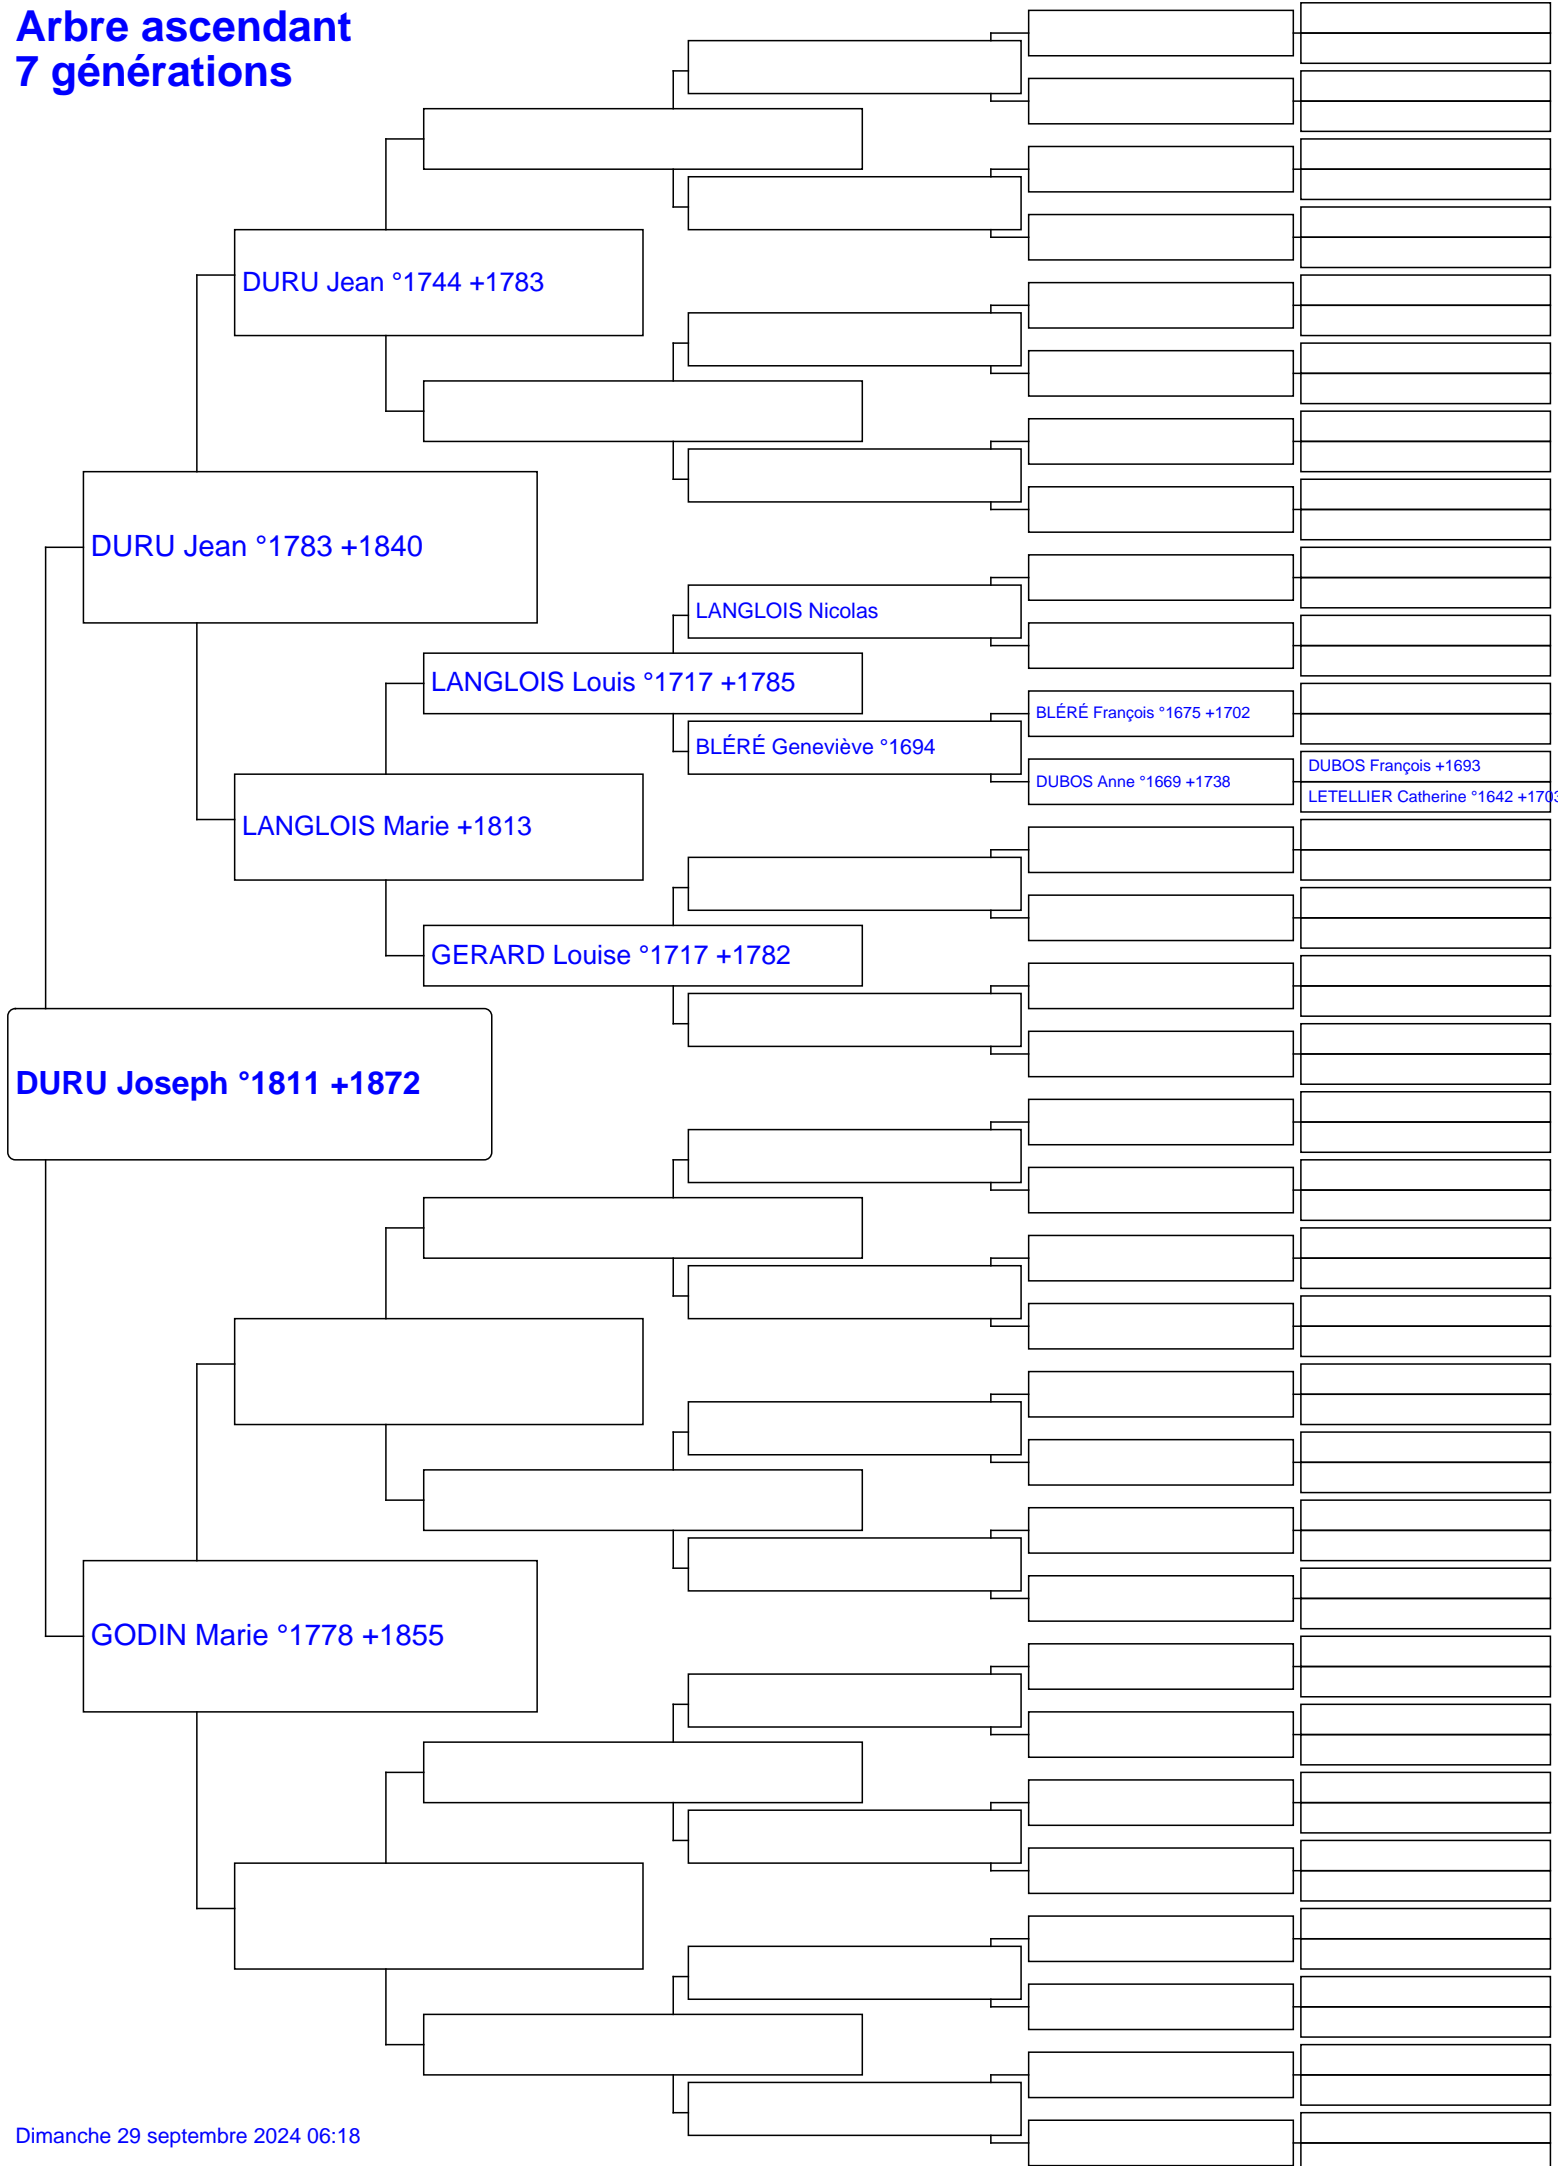 Arbre ascendant
7 générations
DURU Jean °1744 +1783
DURU Jean °1783 +1840
LANGLOIS Nicolas
LANGLOIS Louis °1717 +1785
BLÉRÉ François °1675 +1702
BLÉRÉ Geneviève °1694
DUBOS François +1693
DUBOS Anne °1669 +1738
LETELLIER Catherine °1642 +1703
LANGLOIS Marie +1813
GERARD Louise °1717 +1782
DURU Joseph °1811 +1872
GODIN Marie °1778 +1855
Dimanche 29 septembre 2024 06:18